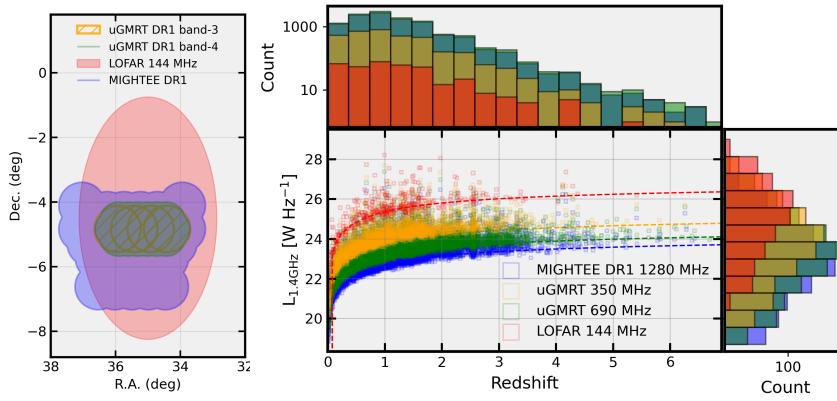 uGMRT DR1 band-3
uGMRT DR1 band-4
LOFAR 144 MHz
MIGHTEE DR1
0
−2
−4
−6
−8
Dec. (deg)
38
36
34
32
R.A. (deg)
1000
10
Count
28
26
24
22
20
L1.4GHz [W Hz−1]
MIGHTEE DR1 1280 MHz
uGMRT 350 MHz
uGMRT 690 MHz
LOFAR 144 MHz
0
1
2
3
4
5
6
Redshift
100
Count